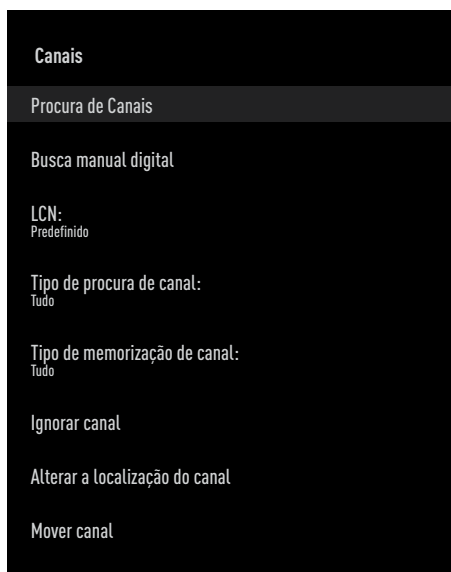 Canais
Procura de Canais
Busca manual digital
LCN:
Predefinido
Tipo de procura de canal:
Tudo
Tipo de memorização de canal:
Tudo
Ignorar canal
Alterar a localização do canal
Mover canal